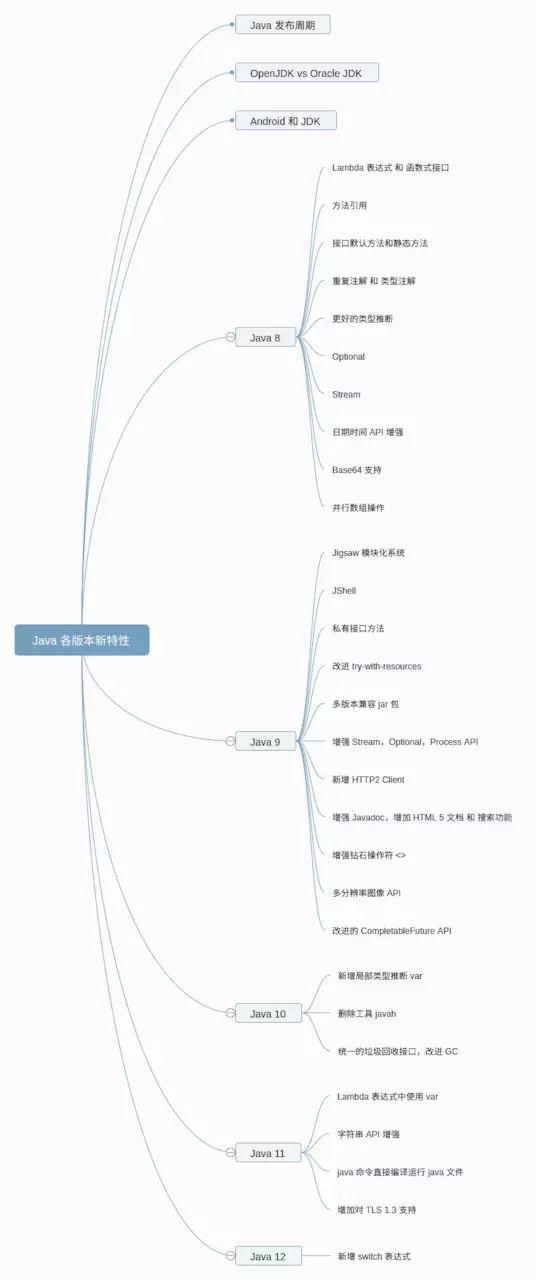 Java 发布周期
OpenJDK vs Oracle JDK
Android 和 JDK
Lambda 表达式 和 函数式接口
方法引用
接口默认方法和静态方法
重复注解 和 类型注解
更好的类型推断
Java 8
Optional
Stream
日期时间 API 增强
Base64 支持
并行数组操作
Jigsaw 模块化系统
JShell
私有接口方法
Java 各版本新特性
改进 try-with-resources
多版本兼容 jar 包
Java 9
增强 Stream，Optional，Process API
新增 HTTP2 Client
增强 Javadoc，增加 HTML 5 文档 和 搜索功能
增强钻石操作符 <>
多分辨率图像 API
改进的 CompletableFuture API
新增局部类型推断 var
Java 10
删除工具 javah
统一的垃圾回收接口，改进 GC
Lambda 表达式中使用 var
字符串 API 增强
Java 11
java 命令直接编译运行 java 文件
增加对 TLS 1.3 支持
Java 12
新增 switch 表达式